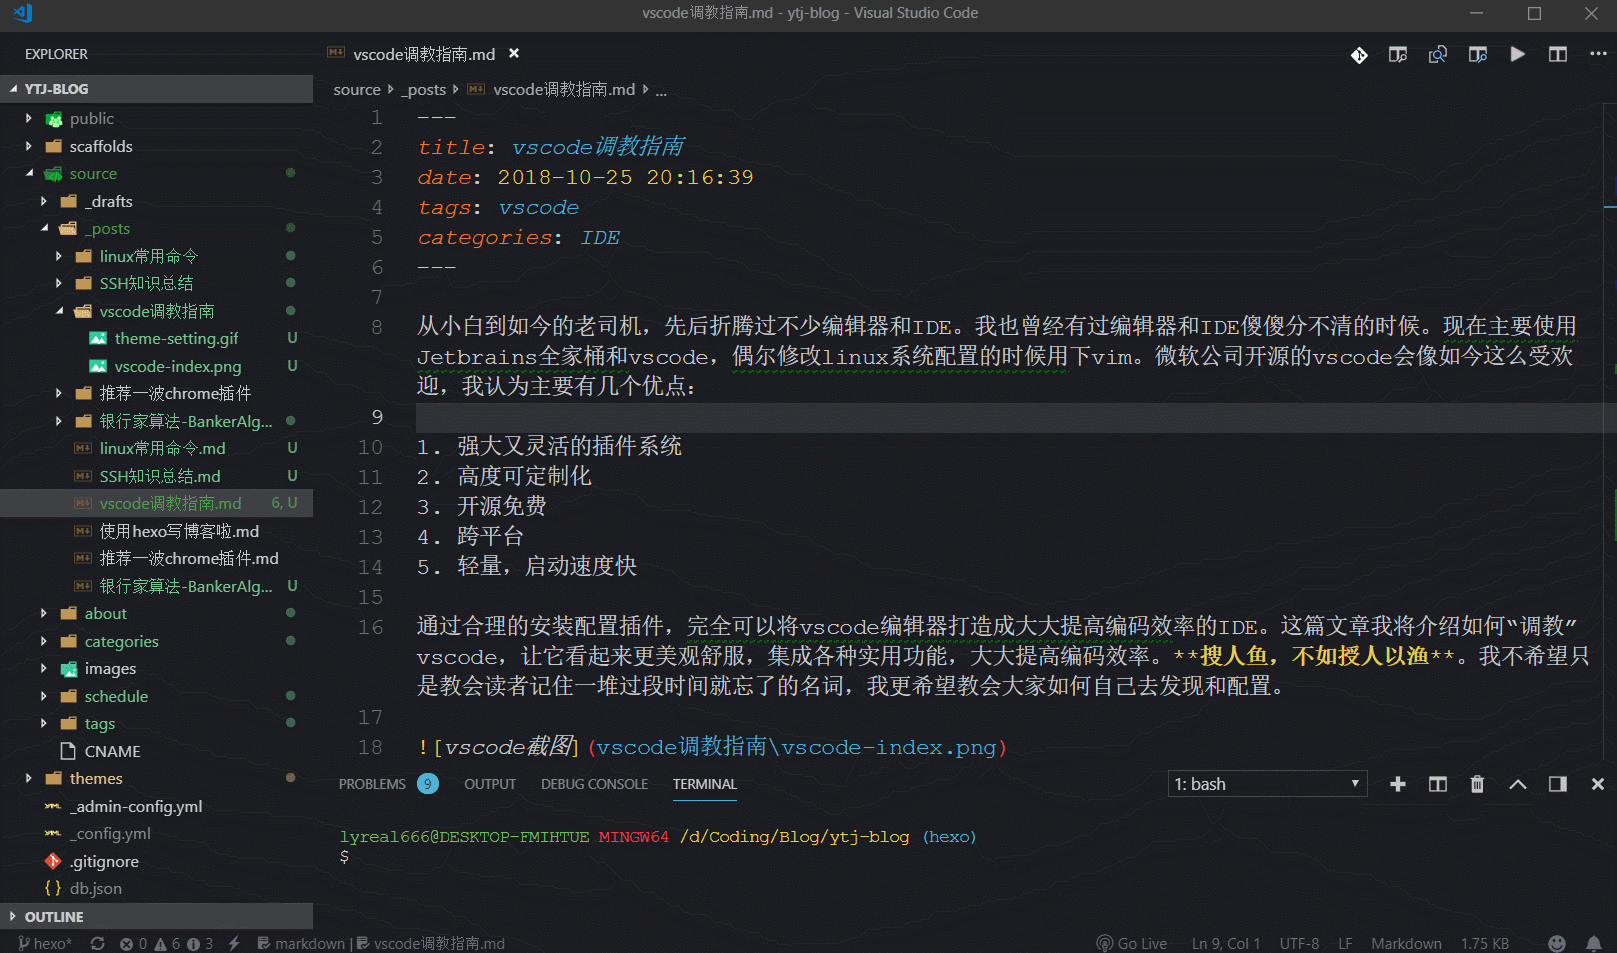 vscode调教指南.md - ytj-blog - Visual Studio Code
EXPLORER
YTJ-BLOG
public
scaffolds
source
_drafts
_posts
linux常用命令
SSH知识总结
vscode调教指南
theme-setting.gif U
vscode-index.png U
推荐一波chrome插件
银行家算法-BankerAlg...
linux常用命令.md U
SSH知识总结.md U
vscode调教指南.md 6, U
使用hexo写博客啦.md
推荐一波chrome插件.md
银行家算法-BankerAlg... U
about
categories
images
schedule
tags
CNAME
themes
_admin-config.yml
_config.yml
.gitignore
db.json
OUTLINE
vscode调教指南.md
source _posts vscode调教指南.md ...
1 ---
2 title: vscode调教指南
3 date: 2018-10-25 20:16:39
4 tags: vscode
5 categories: IDE
6 ---
7
8 从小白到如今的老司机，先后折腾过不少编辑器和IDE。我也曾经有过编辑器和IDE傻傻分不清的时候。现在主要使用
Jetbrains全家桶和vscode，偶尔修改linux系统配置的时候用下vim。微软公司开源的vscode会像如今这么受欢
迎，我认为主要有几个优点：
9
10 1. 强大又灵活的插件系统
11 2. 高度可定制化
12 3. 开源免费
13 4. 跨平台
14 5. 轻量，启动速度快
15
16 通过合理的安装配置插件，完全可以将vscode编辑器打造成大大提高编码效率的IDE。这篇文章我将介绍如何“调教”
vscode，让它看起来更美观舒服，集成各种实用功能，大大提高编码效率。**搜人鱼，不如授人以渔**。我不希望只
是教会读者记住一堆过段时间就忘了的名词，我更希望教会大家如何自己去发现和配置。
17
18 ![vscode截图](vscode调教指南\vscode-index.png)
PROBLEMS 9 OUTPUT DEBUG CONSOLE TERMINAL 1: bash
lyreal666@DESKTOP-FMIHTUE MINGW64 /d/Coding/Blog/ytj-blog (hexo)
$
hexo* 0 6 3 markdown | vscode调教指南.md Go Live Ln 9, Col 1 UTF-8 LF Markdown 1.75 KB